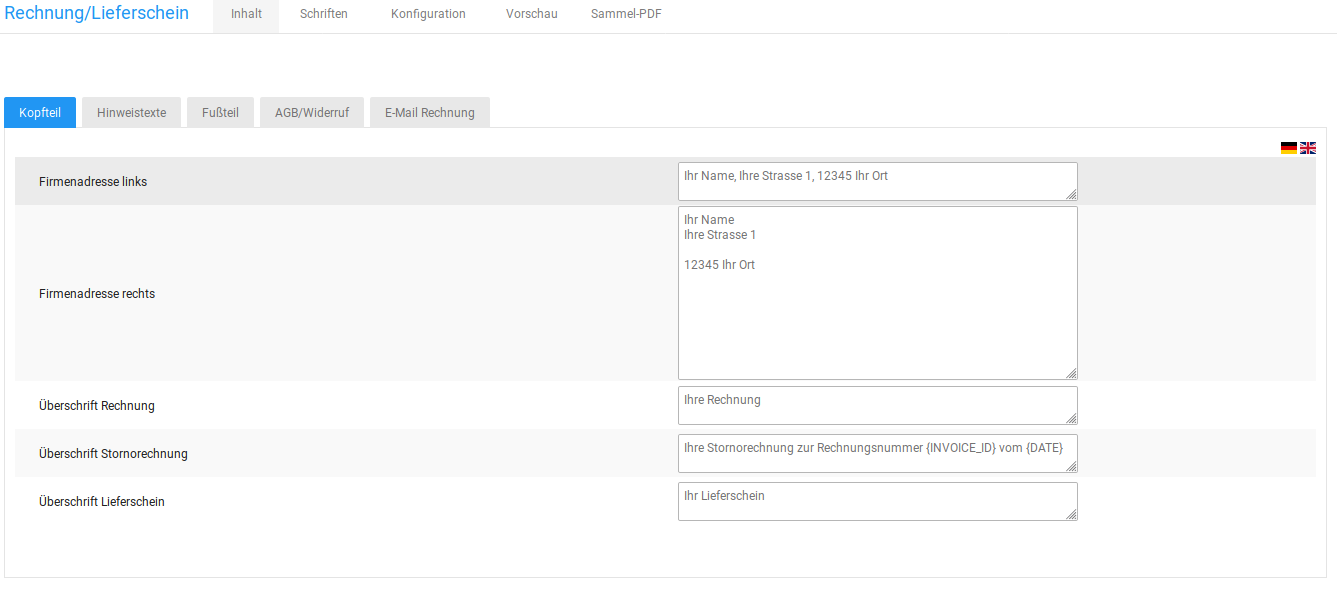 Rechnung/Lieferschein
Inhalt
Schriften
Konfiguration
Vorschau
Sammel-PDF
Kopfteil
Hinweistexte
Fußteil
AGB/Widerruf
E-Mail Rechnung
Firmenadresse links
Ihr Name, Ihre Strasse 1, 12345 Ihr Ort
Firmenadresse rechts
Ihr Name
Ihre Strasse 1
12345 Ihr Ort
Überschrift Rechnung
Ihre Rechnung
Überschrift Stornorechnung
Ihre Stornorechnung zur Rechnungsnummer {INVOICE_ID} vom {DATE}
Überschrift Lieferschein
Ihr Lieferschein